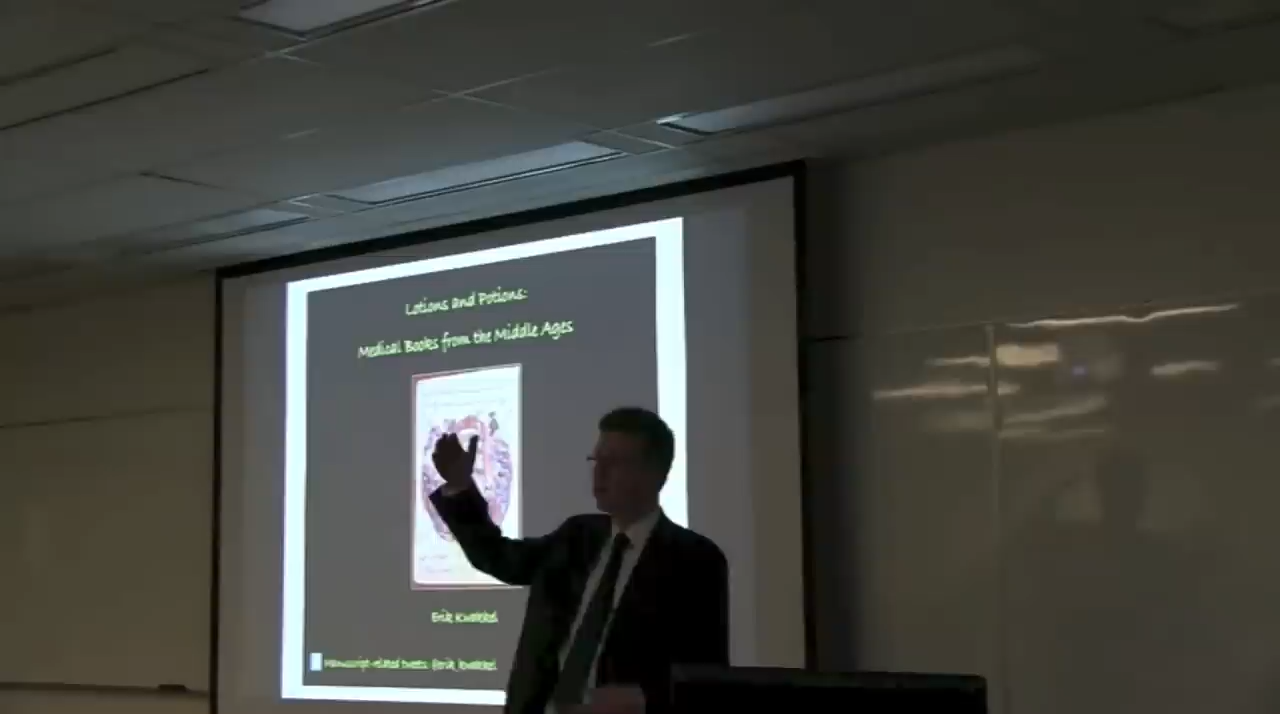 Lotions and Potions:
Medical Books from the Middle Ages
Erik Kwakkel
Manuscript-related tweets: @erik_kwakkel